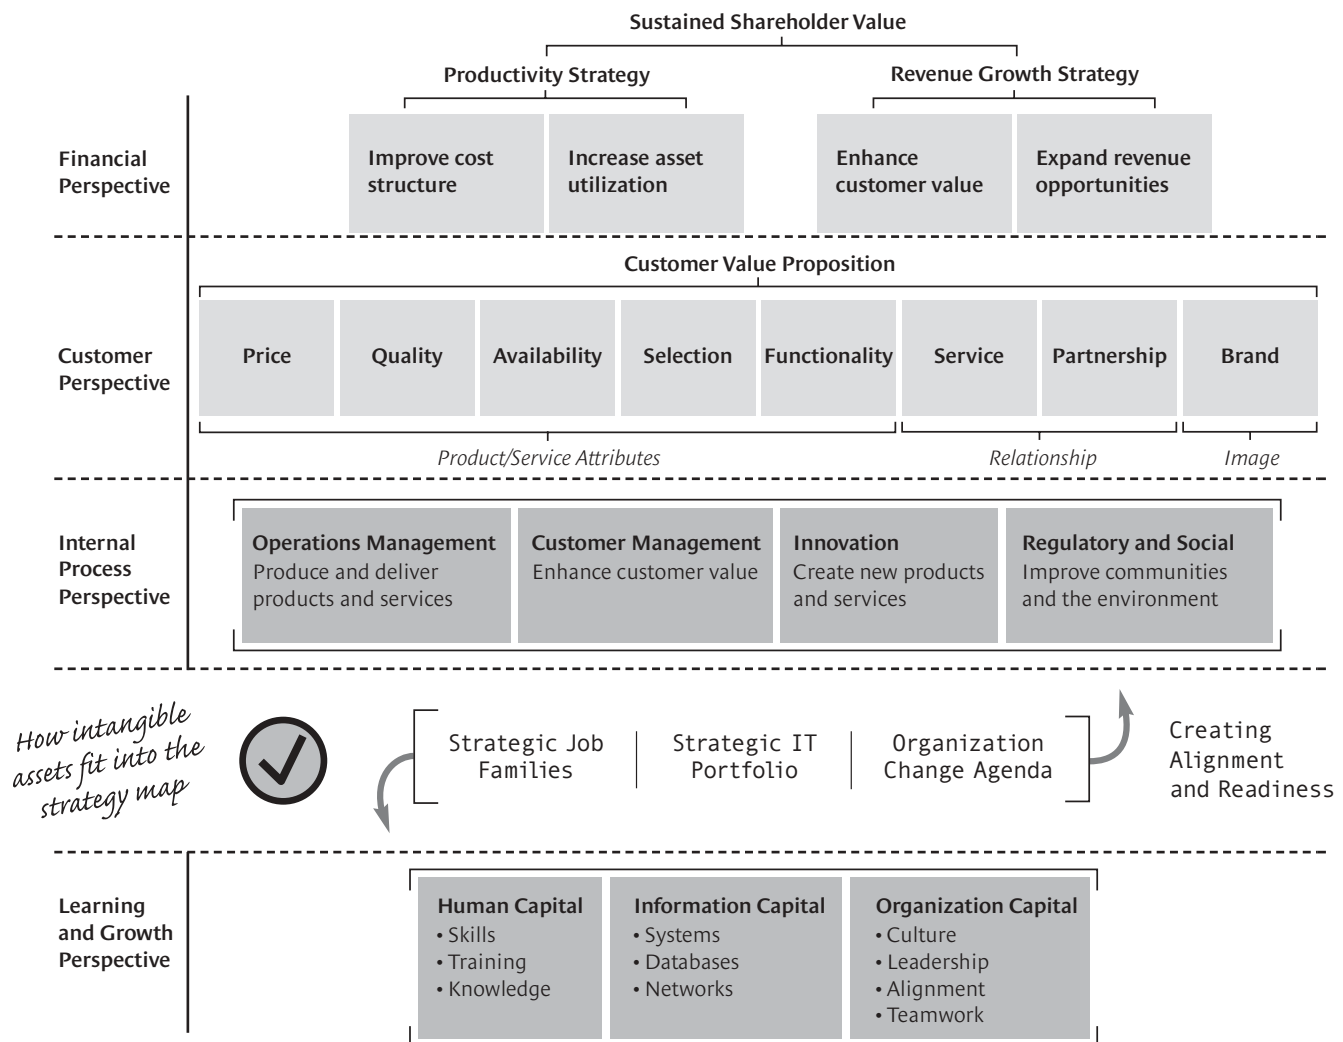 Sustained Shareholder Value
Productivity Strategy
Revenue Growth Strategy
Financial
Perspective
Improve cost
structure
Increase asset
utilization
Enhance
customer value
Expand revenue
opportunities
Customer Value Proposition
Customer
Perspective
Price
Quality
Availability
Selection
Functionality
Service
Partnership
Brand
Product/Service Attributes
Relationship
Image
Internal
Process
Perspective
Operations Management
Produce and deliver
products and services
Customer Management
Enhance customer value
Innovation
Create new products
and services
Regulatory and Social
Improve communities
and the environment
How intangible
assets fit into the
strategy map
Strategic Job
Families
Strategic IT
Portfolio
Organization
Change Agenda
Creating
Alignment
and Readiness
Learning
and Growth
Perspective
Human Capital
• Skills
• Training
• Knowledge
Information Capital
• Systems
• Databases
• Networks
Organization Capital
• Culture
• Leadership
• Alignment
• Teamwork